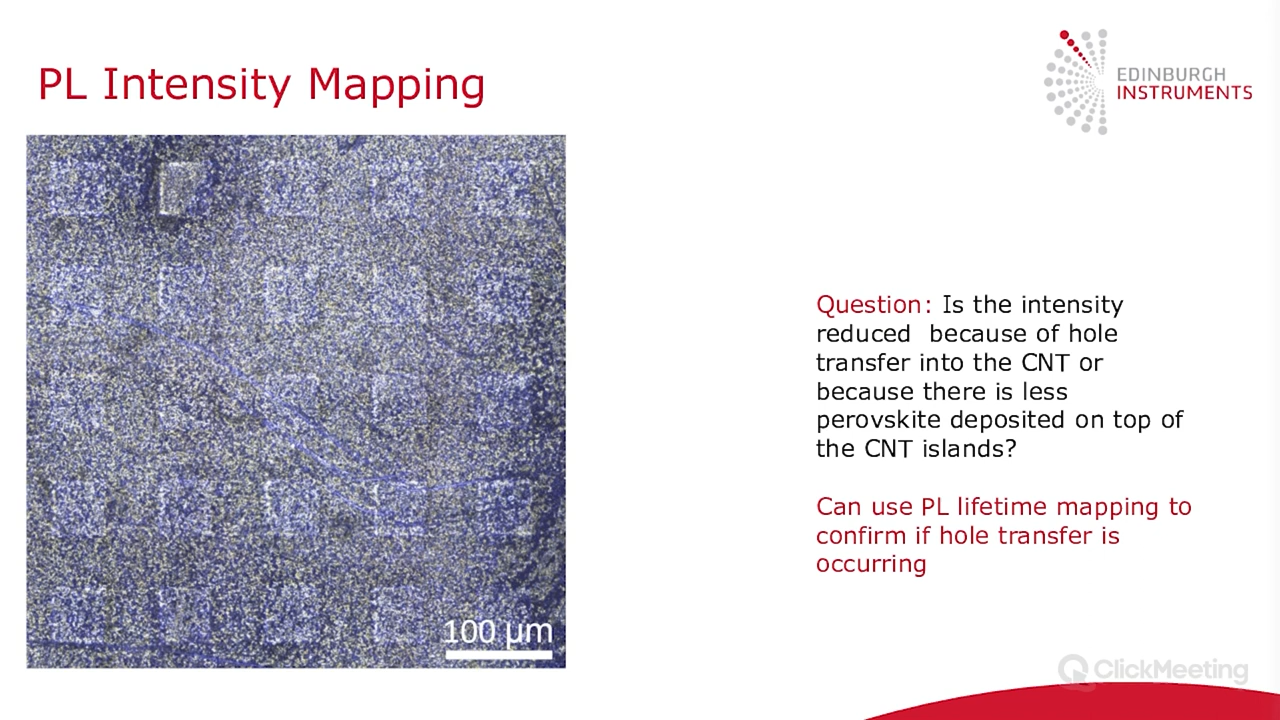 PL Intensity Mapping
EDINBURGH
INSTRUMENTS
100 µm
Question: Is the intensity
reduced  because of hole
transfer into the CNT or
because there is less
perovskite deposited on top of
the CNT islands?
Can use PL lifetime mapping to
confirm if hole transfer is
occurring
ClickMeeting